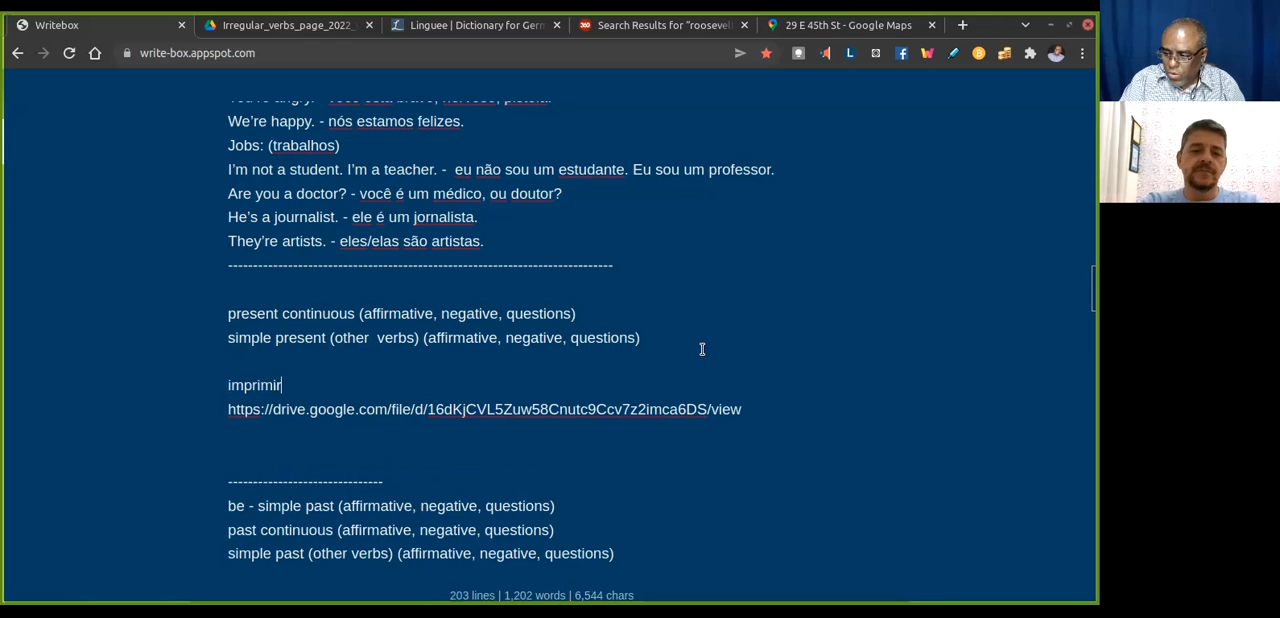 Writebox
Irregular_verbs_page_2022_
Linguee | Dictionary for Ger
Search Results for "roosevel
29 E 45th St - Google Maps
write-box.appspot.com
We're happy. - nós estamos felizes.
Jobs: (trabalhos)
I'm not a student. I'm a teacher. - eu não sou um estudante. Eu sou um professor.
Are you a doctor? - você é um médico, ou doutor?
He's a journalist. - ele é um jornalista.
They're artists. - eles/elas são artistas.
-----------------------------------------------------------------------------
present continuous (affirmative, negative, questions)
simple present (other verbs) (affirmative, negative, questions)
imprimir
https://drive.google.com/file/d/16dKjCVL5Zuw58Cnutc9Ccv7z2imca6DS/view
-------------------------------
be - simple past (affirmative, negative, questions)
past continuous (affirmative, negative, questions)
simple past (other verbs) (affirmative, negative, questions)
203 lines | 1,202 words | 6,544 chars